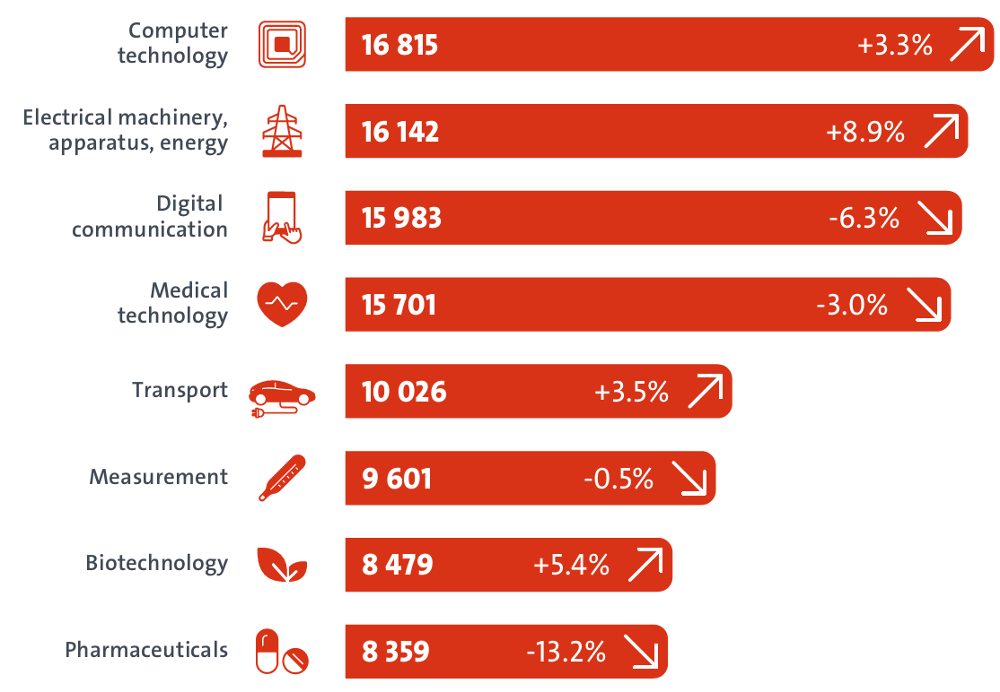 Computer
technology
16 815
+3.3%
Electrical machinery,
apparatus, energy
16 142
+8.9%
Digital
communication
15 983
-6.3%
Medical
technology
15 701
-3.0%
Transport
10 026
+3.5%
Measurement
9 601
-0.5%
Biotechnology
8 479
+5.4%
Pharmaceuticals
8 359
-13.2%